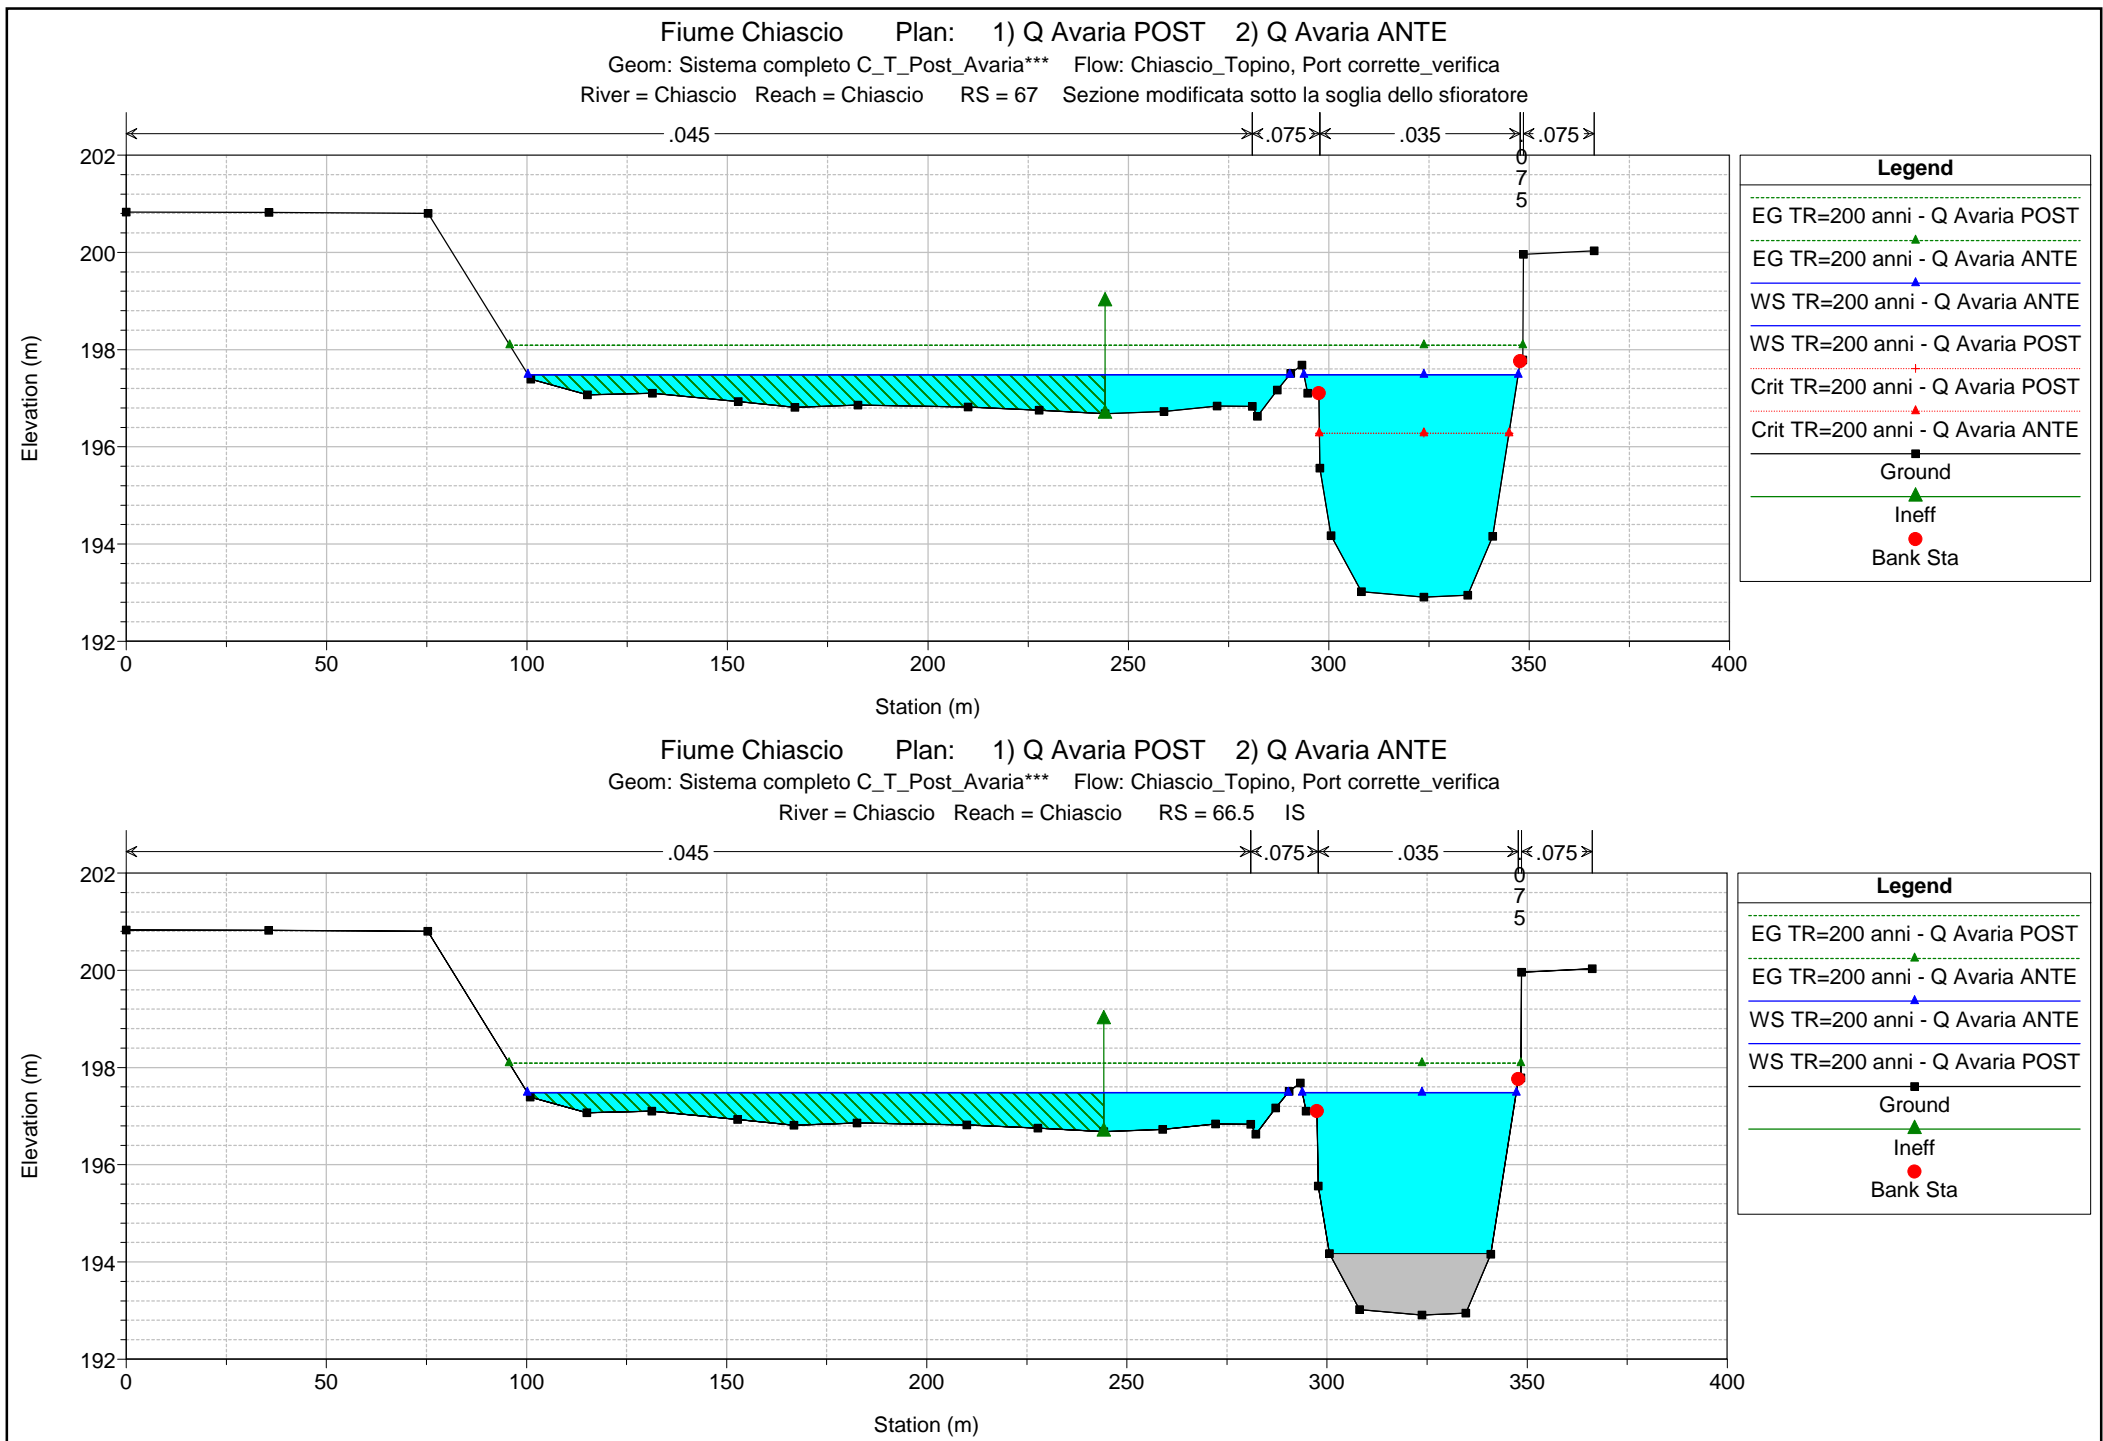 Fiume Chiascio Plan: 1) Q Avaria POST 2) Q Avaria ANTE
Geom: Sistema completo C_T_Post_Avaria*** Flow: Chiascio_Topino, Port corrette_verifica
River = Chiascio Reach = Chiascio RS = 67 Sezione modificata sotto la soglia dello sfioratore
.045 .075 .035 .075 .075
202
200
198
196
194
192
Elevation (m)
0 50 100 150 200 250 300 350 400
Station (m)
Legend
EG TR=200 anni - Q Avaria POST
EG TR=200 anni - Q Avaria ANTE
WS TR=200 anni - Q Avaria ANTE
WS TR=200 anni - Q Avaria POST
Crit TR=200 anni - Q Avaria POST
Crit TR=200 anni - Q Avaria ANTE
Ground
Ineff
Bank Sta
Fiume Chiascio Plan: 1) Q Avaria POST 2) Q Avaria ANTE
Geom: Sistema completo C_T_Post_Avaria*** Flow: Chiascio_Topino, Port corrette_verifica
River = Chiascio Reach = Chiascio RS = 66.5 IS
.045 .075 .035 .075 .075
202
200
198
196
194
192
Elevation (m)
0 50 100 150 200 250 300 350 400
Station (m)
Legend
EG TR=200 anni - Q Avaria POST
EG TR=200 anni - Q Avaria ANTE
WS TR=200 anni - Q Avaria ANTE
WS TR=200 anni - Q Avaria POST
Ground
Ineff
Bank Sta